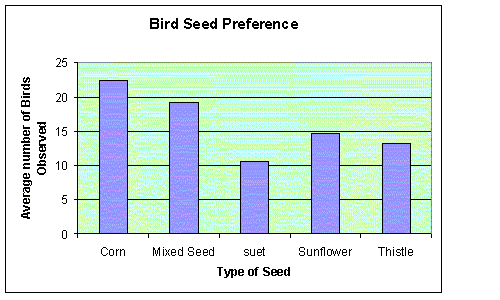 Bird Seed Preference
Average number of Birds
Observed
25
20
15
10
5
0
Corn
Mixed Seed
suet
Sunflower
Thistle
Type of Seed